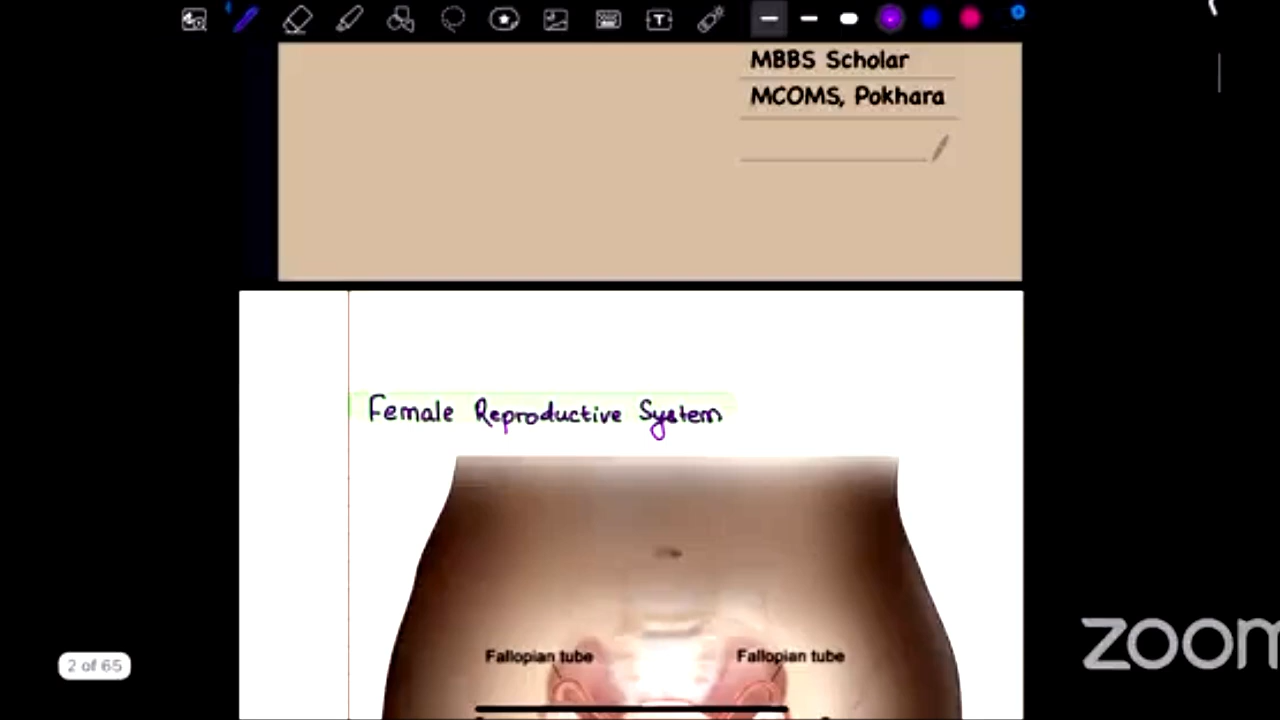 MBBS Scholar
MCOMS, Pokhara
Female Reproductive System
Fallopian tube Fallopian tube
2 of 65
zoom